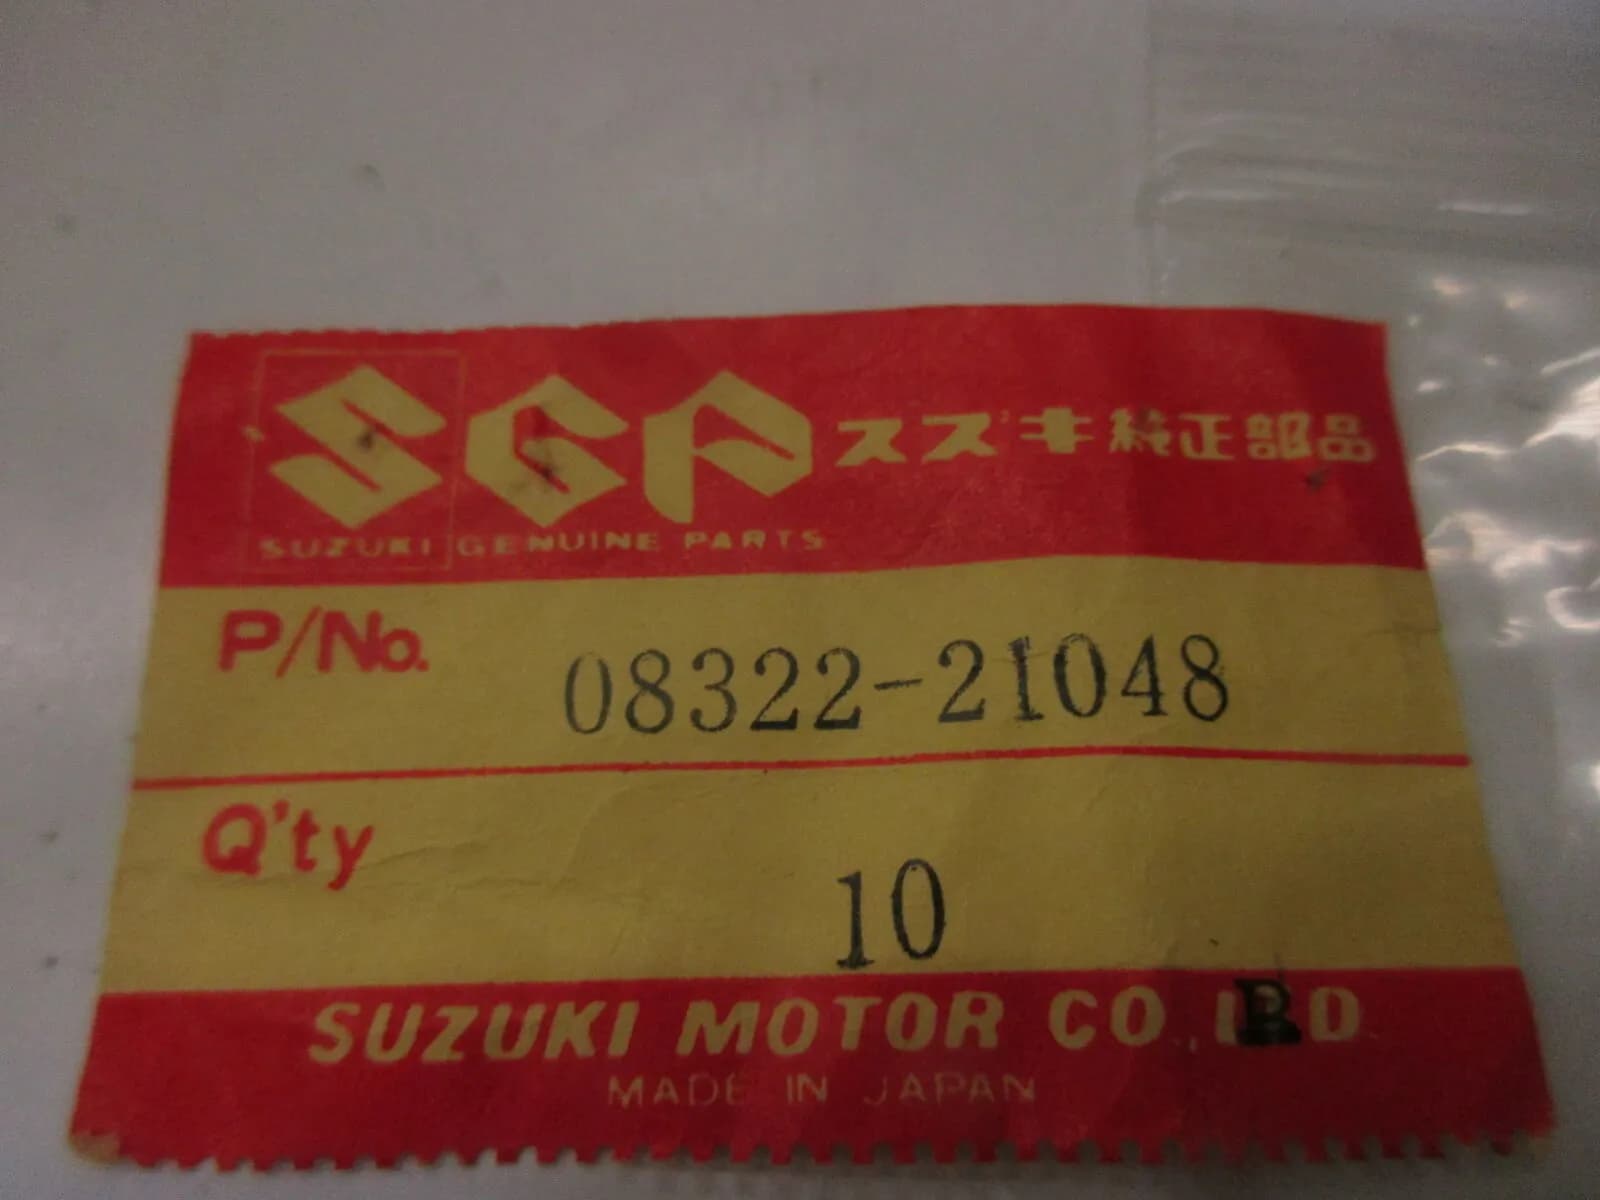 SGP スズキ純正部品
SUZUKI GENUINE PARTS
P/No.
08322-21048
Q'ty
10
SUZUKI MOTOR CO.,
R
MADE IN JAPAN